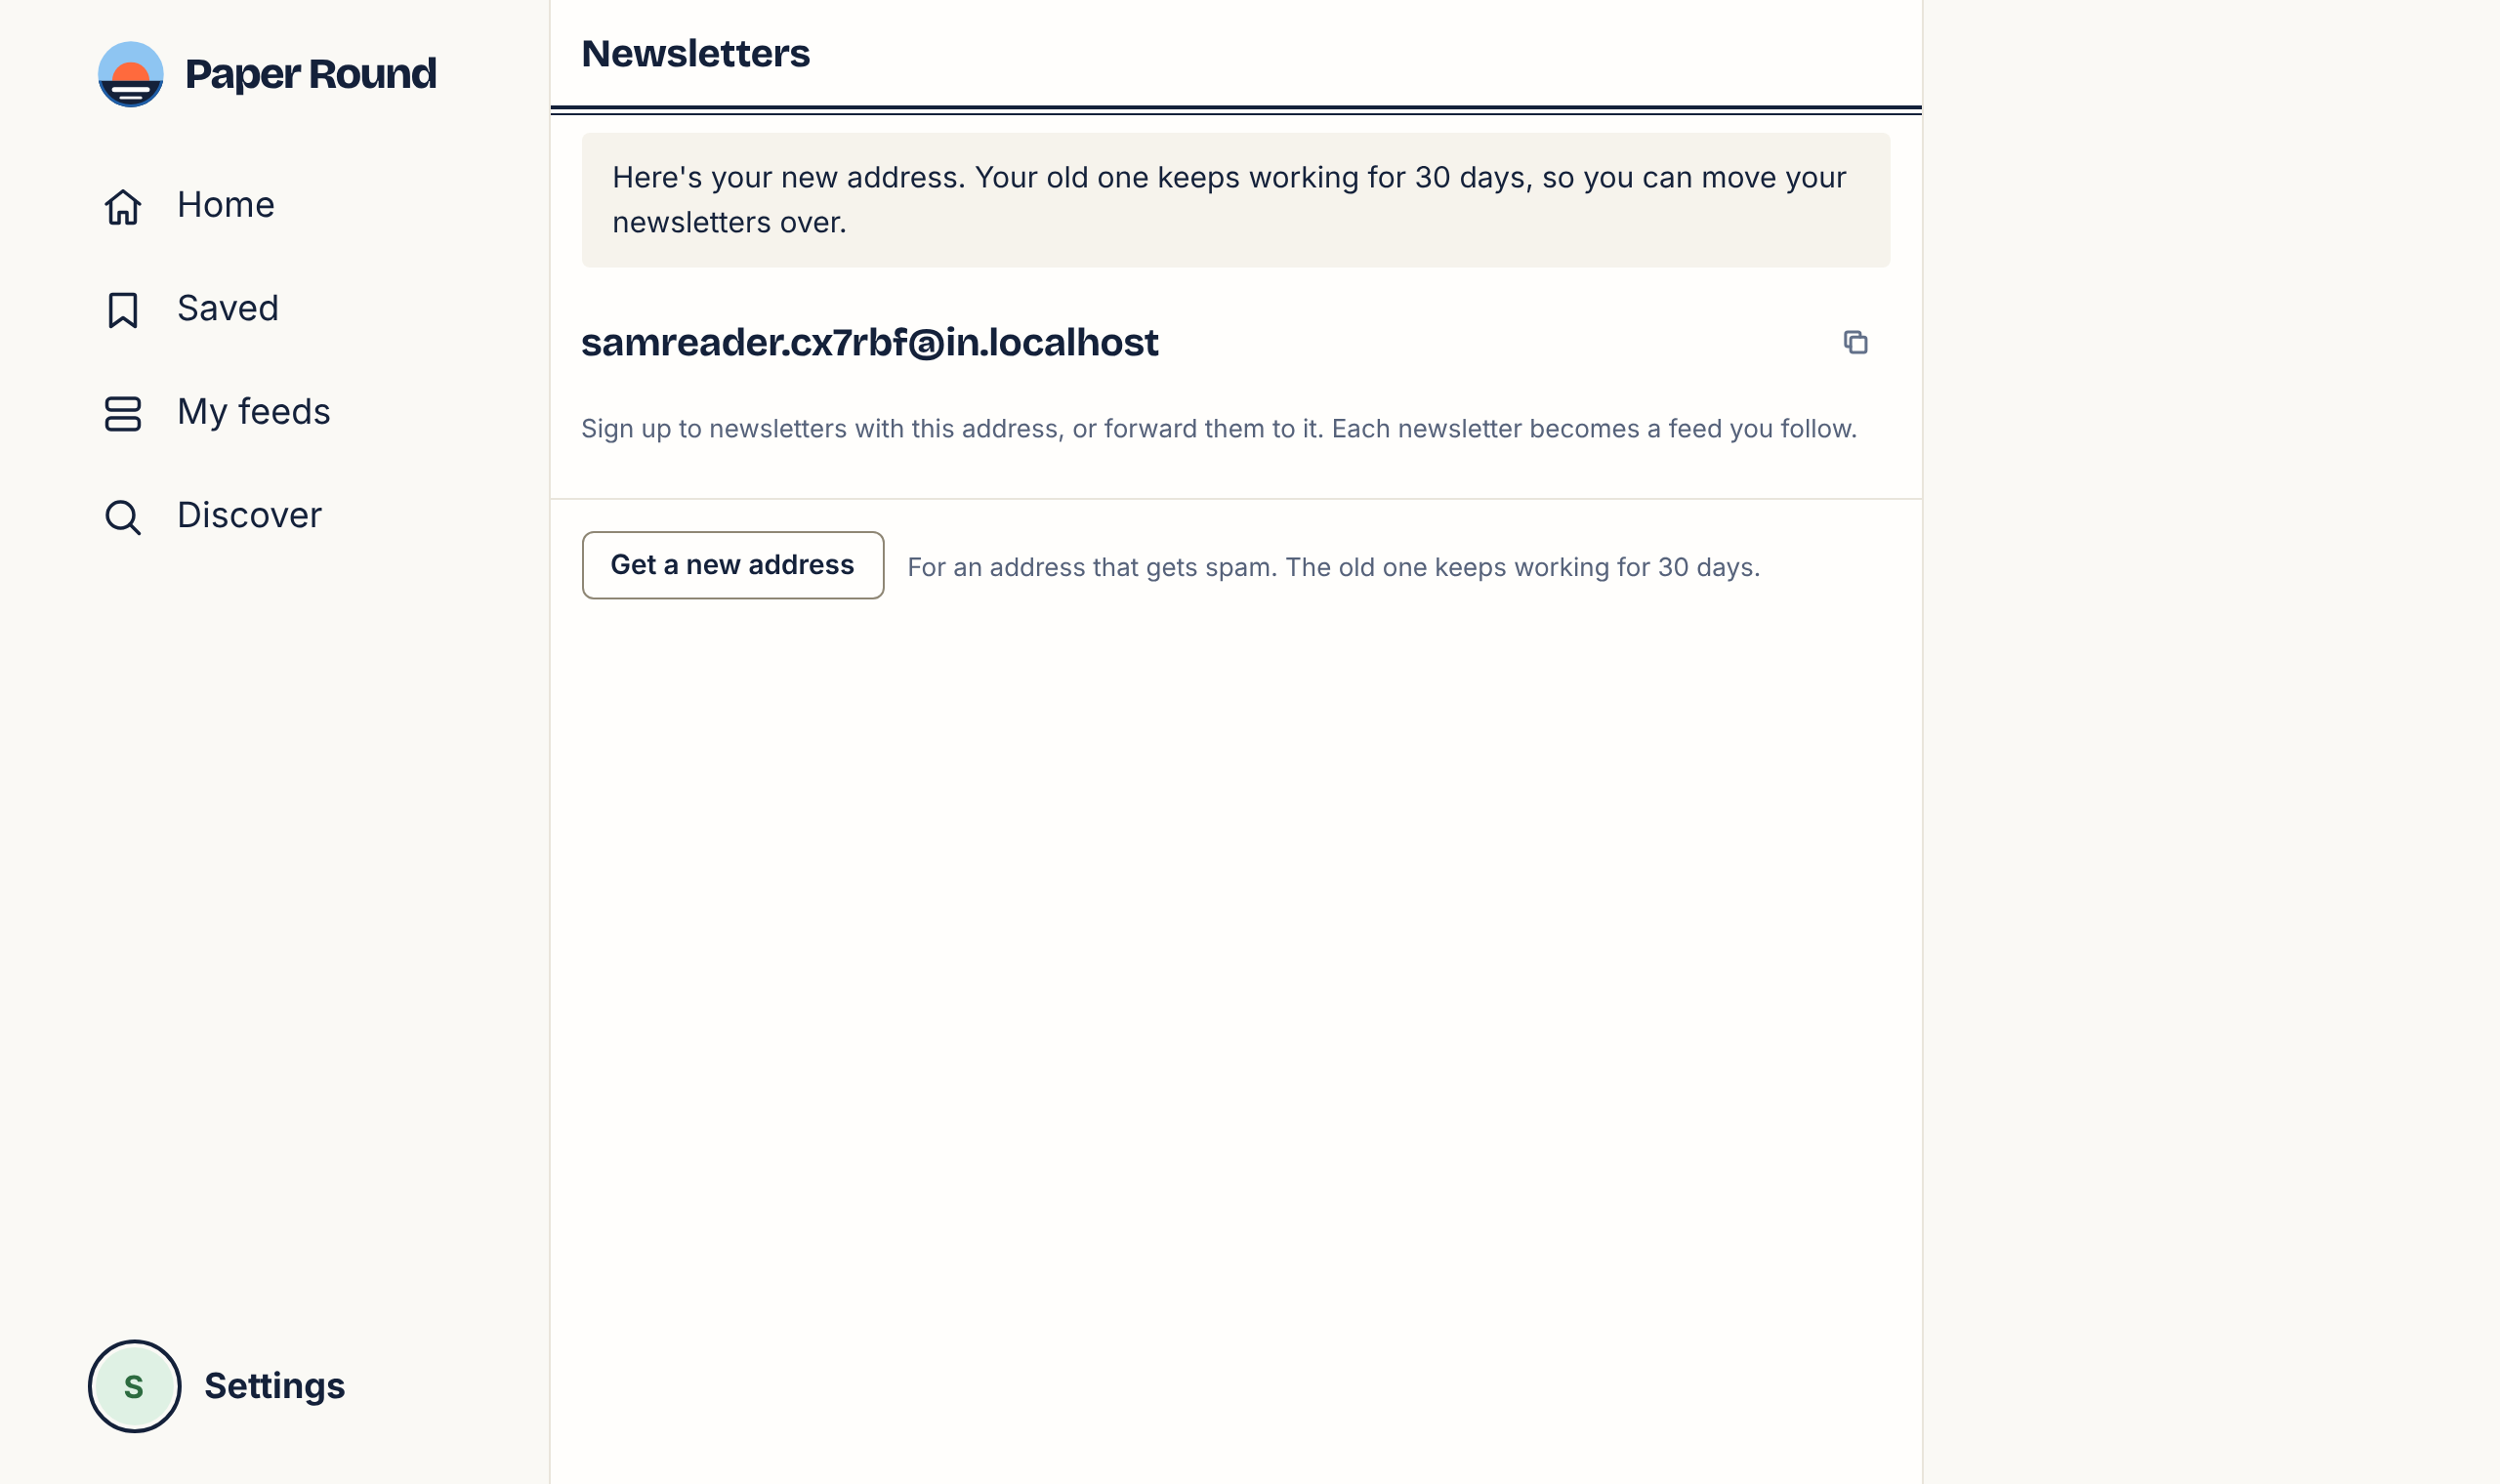 Paper Round
Home
Saved
My feeds
Discover
S
Settings
Newsletters
Here's your new address. Your old one keeps working for 30 days, so you can move your
newsletters over.
samreader.cx7rbf@in.localhost
Sign up to newsletters with this address, or forward them to it. Each newsletter becomes a feed you follow.
Get a new address
For an address that gets spam. The old one keeps working for 30 days.